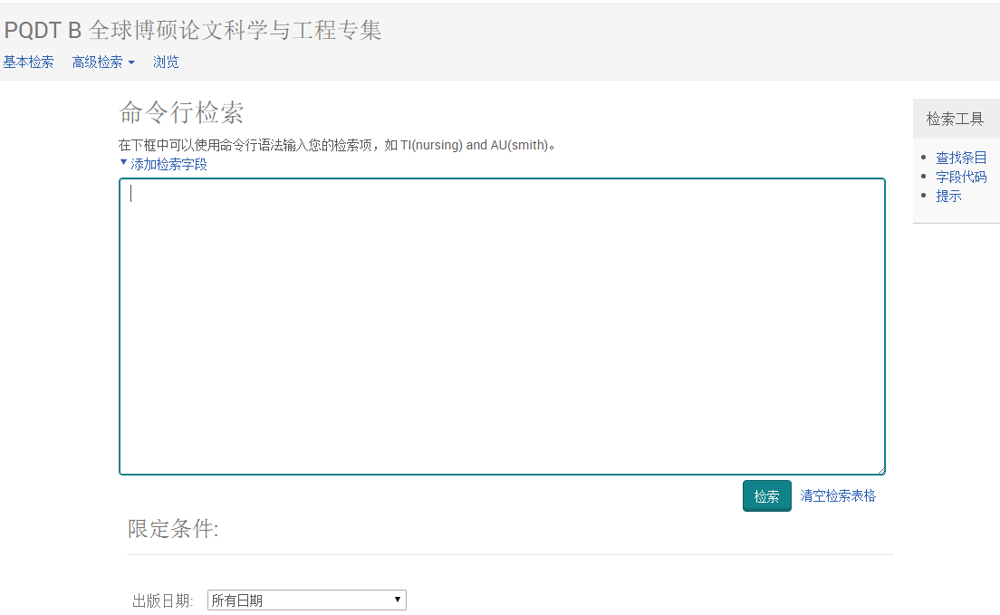 PQDT B 全球博硕论文科学与工程专集
基本检索 高级检索 浏览
命令行检索
在下框中可以使用命令行语法输入您的检索项，如 TI(nursing) and AU(smith)。
添加检索字段
检索 清空检索表格
限定条件:
出版日期: 所有日期
检索工具
查找条目
字段代码
提示